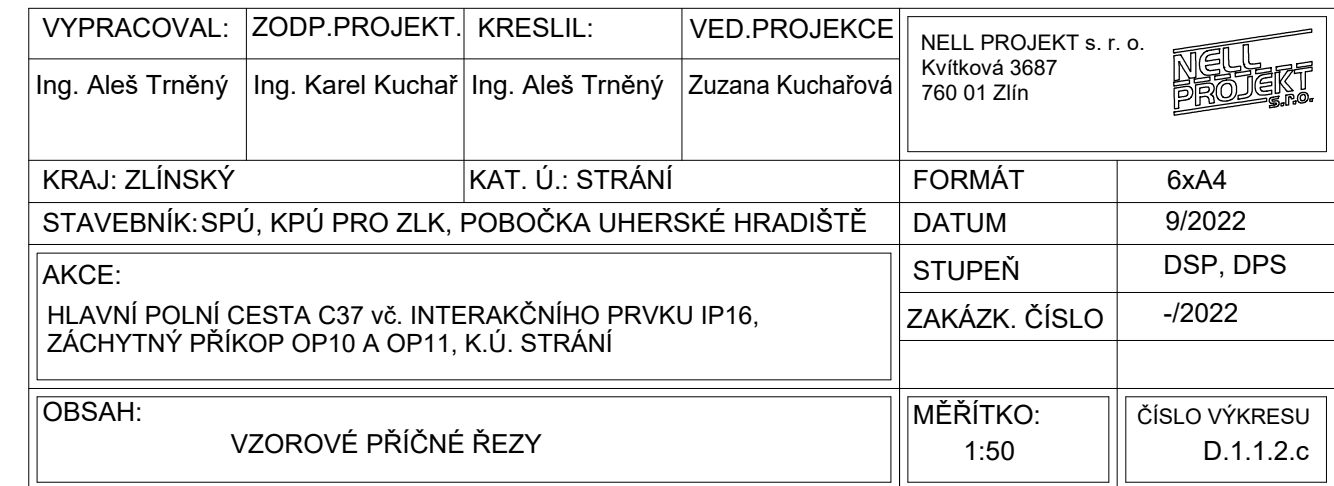 VYPRACOVAL: ZODP.PROJEKT. KRESLIL: VED.PROJEKCE
Ing. Aleš Trněný Ing. Karel Kuchař Ing. Aleš Trněný Zuzana Kuchařová
NELL PROJEKT s. r. o.
Kvítková 3687
760 01 Zlín
NELL
PROJEKT
s.r.o.
KRAJ: ZLÍNSKÝ KAT. Ú.: STRÁNÍ FORMÁT 6xA4
STAVEBNÍK: SPÚ, KPÚ PRO ZLK, POBOČKA UHERSKÉ HRADIŠTĚ DATUM 9/2022
AKCE: STUPEŇ DSP, DPS
HLAVNÍ POLNÍ CESTA C37 vč. INTERAKČNÍHO PRVKU IP16,
ZÁCHYTNÝ PŘÍKOP OP10 A OP11, K.Ú. STRÁNÍ
ZAKÁZK. ČÍSLO -/2022
OBSAH:
VZOROVÉ PŘÍČNÉ ŘEZY
MĚŘÍTKO:
1:50
ČÍSLO VÝKRESU
D.1.1.2.c